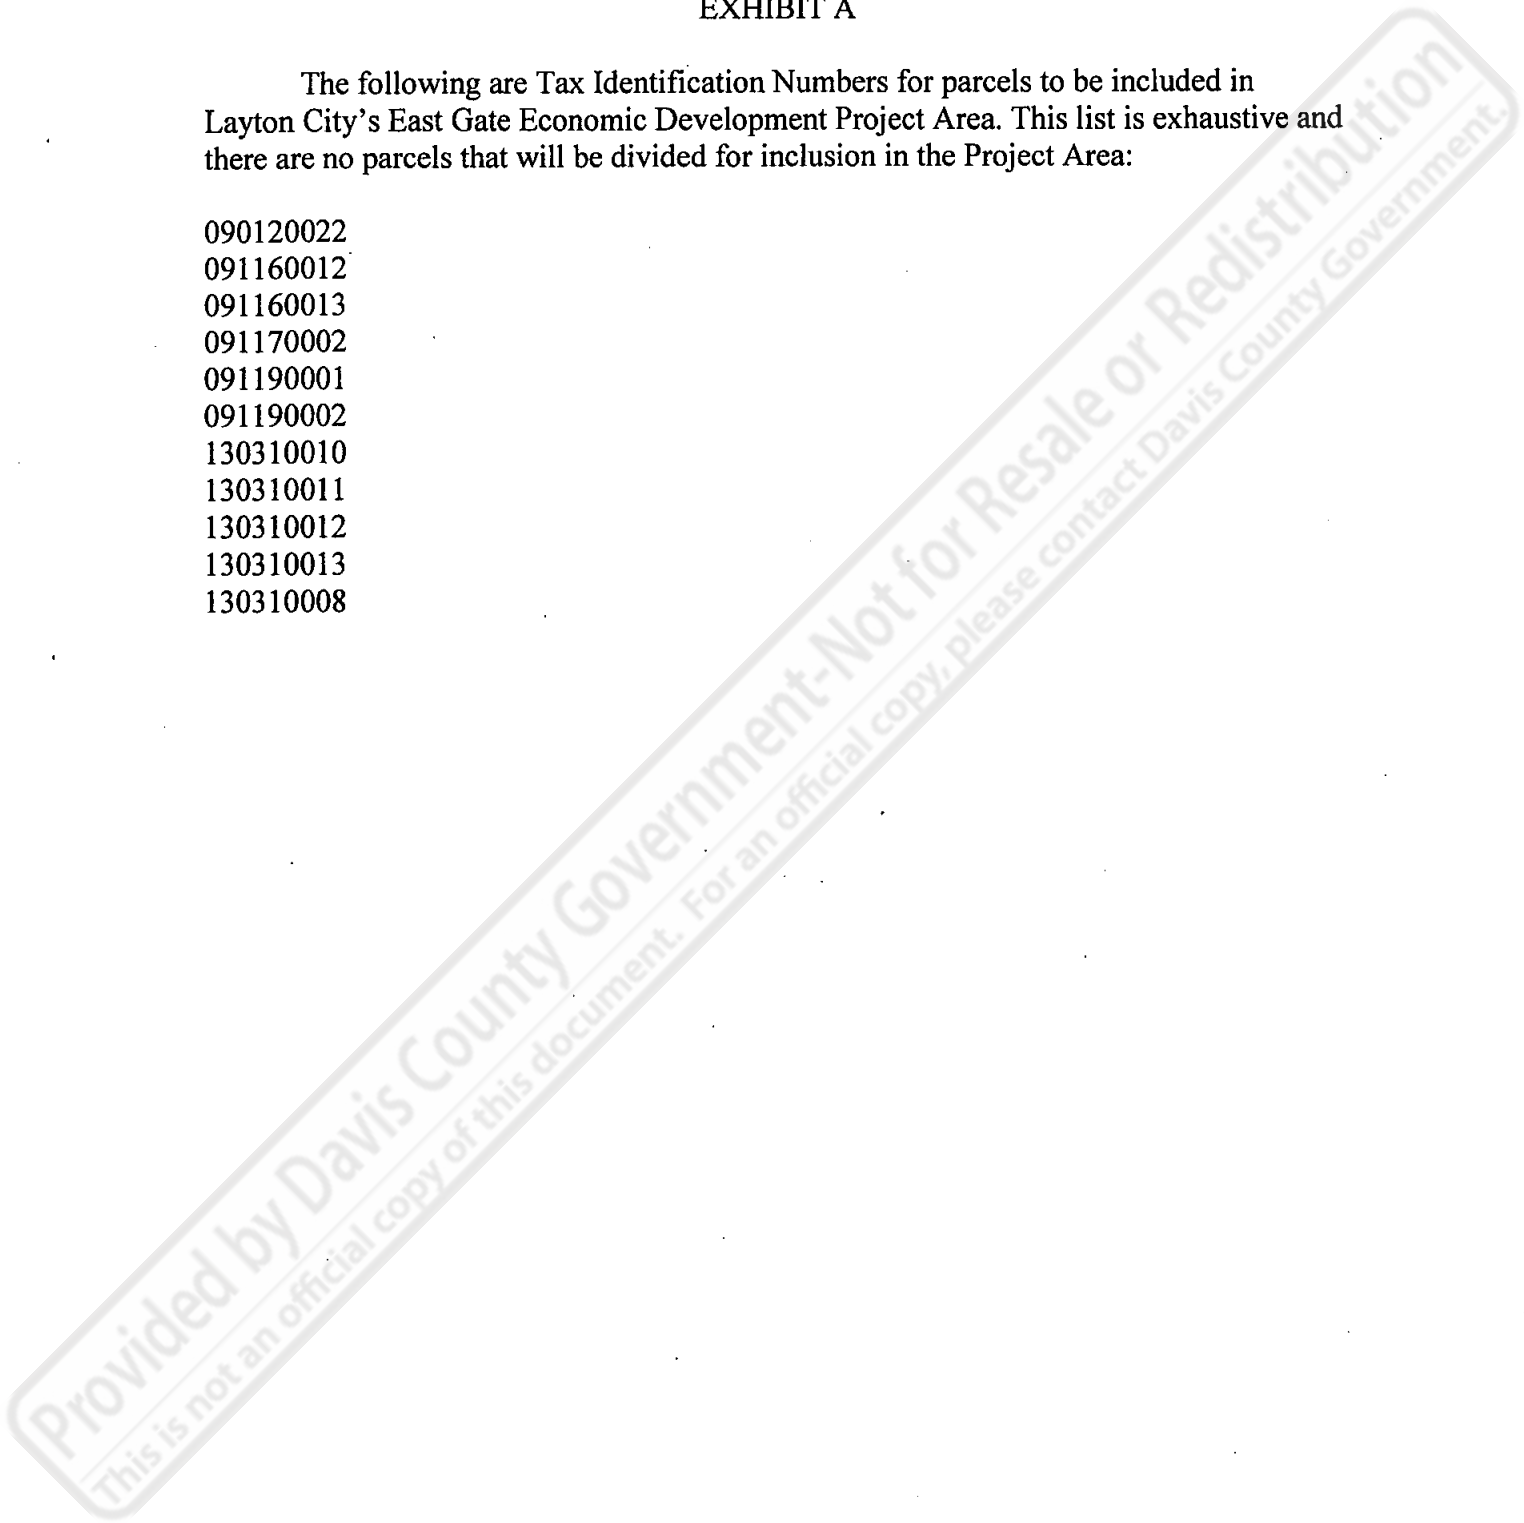 EXHIBIT A
The following are Tax Identification Numbers for parcels to be included in
Layton City's East Gate Economic Development Project Area. This list is exhaustive and
there are no parcels that will be divided for inclusion in the Project Area:
090120022
091160012
091160013
091170002
091190001
091190002
130310010
130310011
130310012
130310013
130310008
Provided by Davis County Government-Not for Resale or Redistribution
This is not an official copy of this document. For an official copy, please contact Davis County Government.